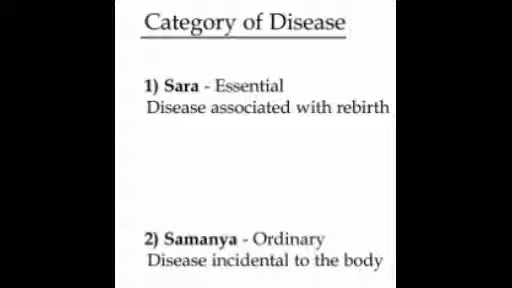 Category of Disease
1) Sara - Essential
Disease associated with rebirth
2) Samanya - Ordinary
Disease incidental to the body